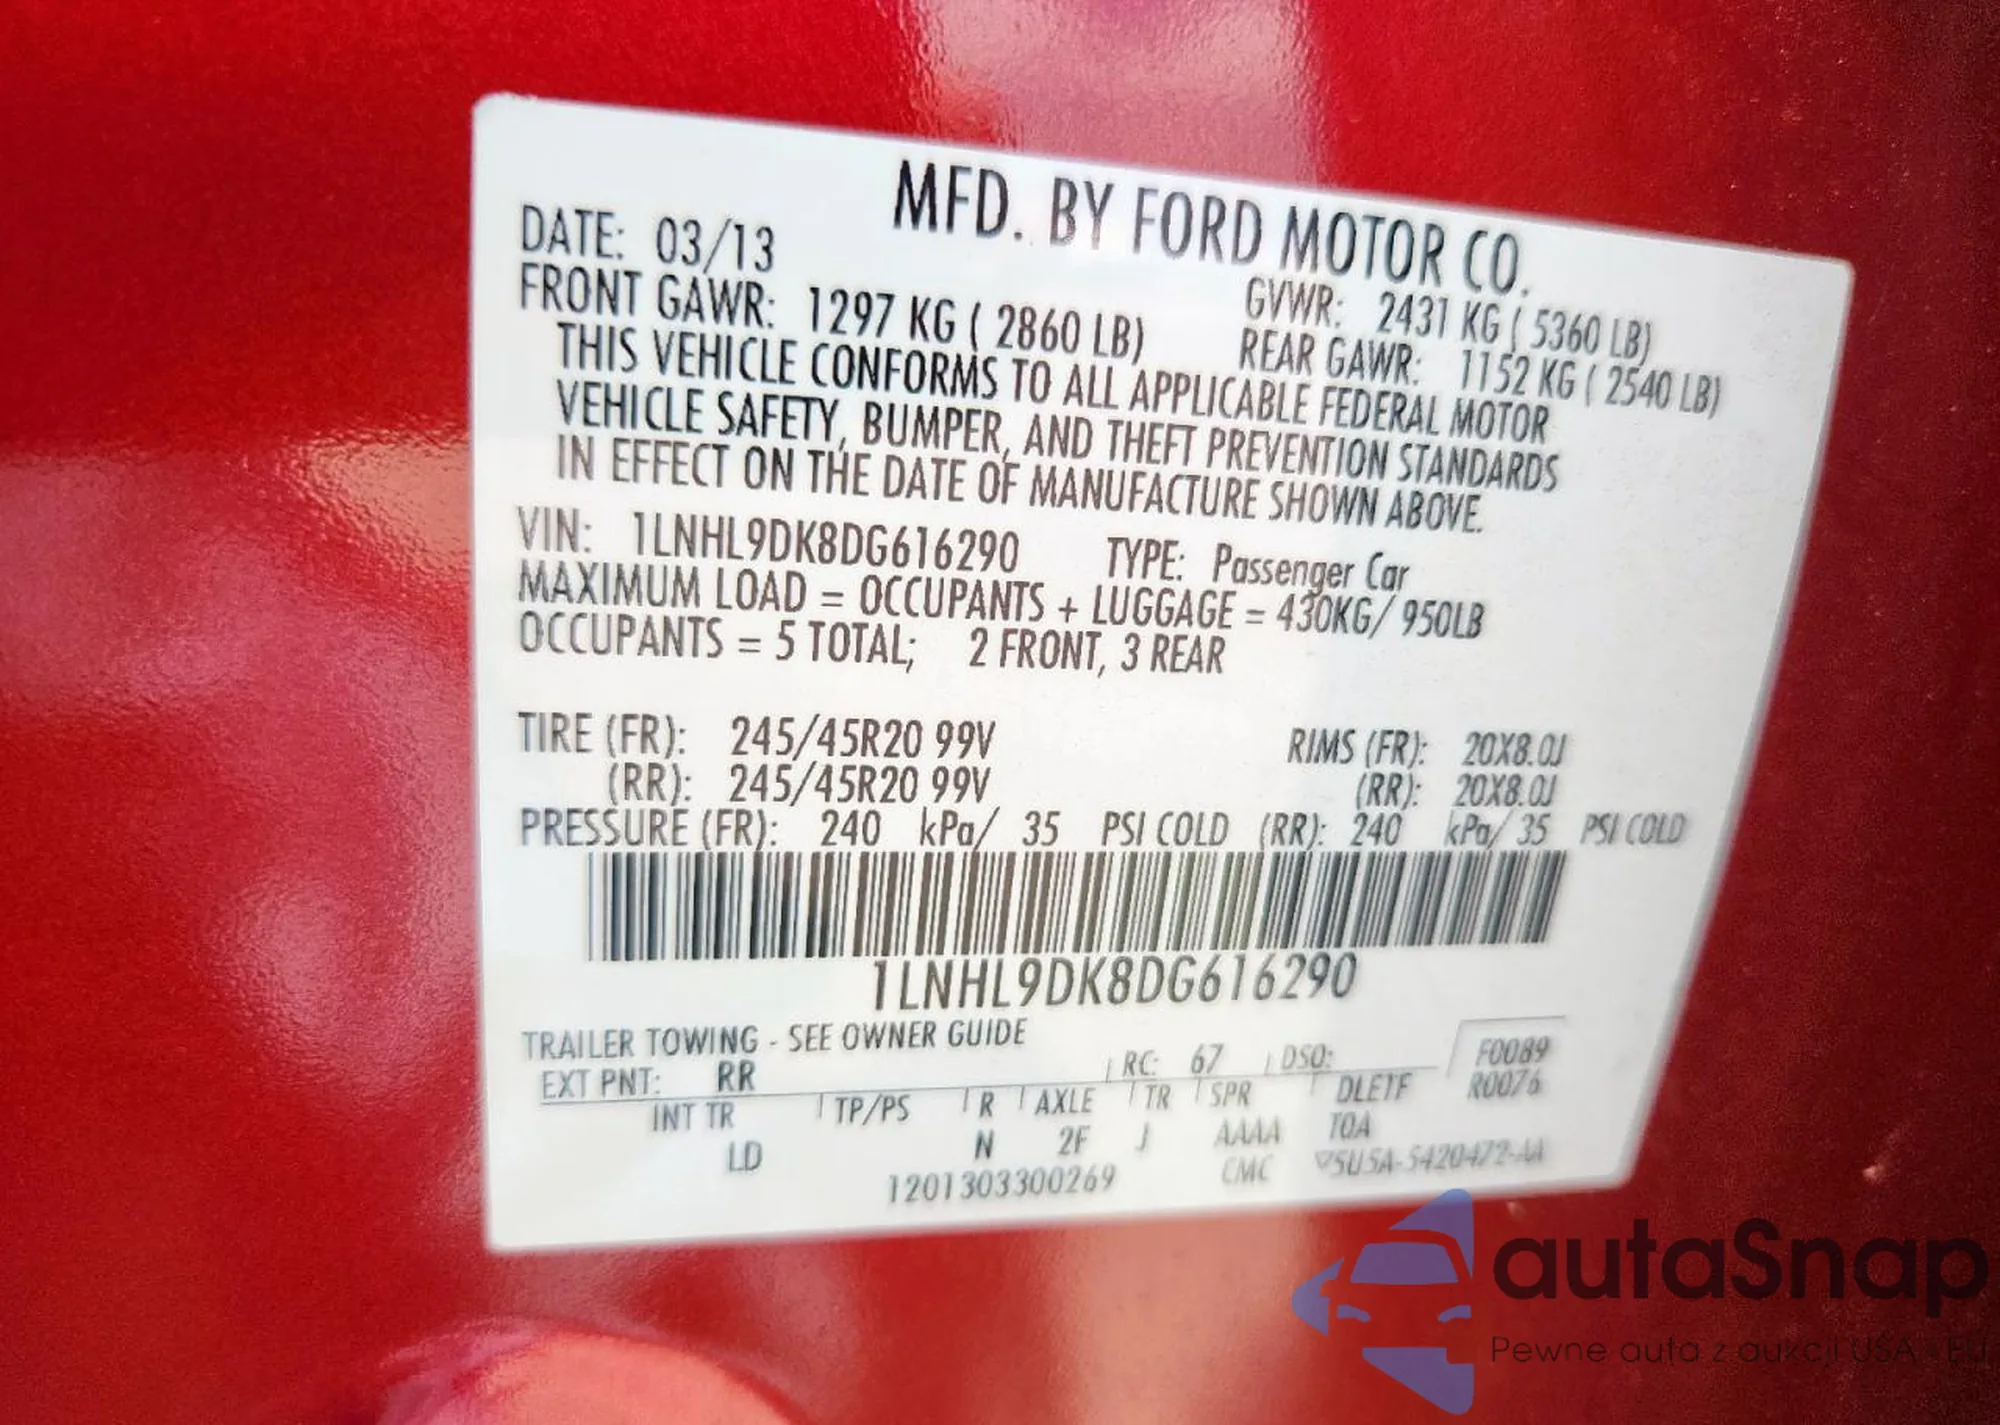 MFD. BY FORD MOTOR CO.
DATE: 03/13 GVWR: 2431 KG ( 5360 LB)
FRONT GAWR: 1297 KG ( 2860 LB) REAR GAWR: 1152 KG ( 2540 LB)
THIS VEHICLE CONFORMS TO ALL APPLICABLE FEDERAL MOTOR
VEHICLE SAFETY, BUMPER, AND THEFT PREVENTION STANDARDS
IN EFFECT ON THE DATE OF MANUFACTURE SHOWN ABOVE.
VIN: 1LNHL9DK8DG616290 TYPE: Passenger Car
MAXIMUM LOAD = OCCUPANTS + LUGGAGE = 430KG/ 950LB
OCCUPANTS = 5 TOTAL; 2 FRONT, 3 REAR
TIRE (FR): 245/45R20 99V RIMS (FR): 20X8.0J
(RR): 245/45R20 99V (RR): 20X8.0J
PRESSURE (FR): 240 kPa/ 35 PSI COLD (RR): 240 kPa/ 35 PSI COLD
1LNHL9DK8DG616290
TRAILER TOWING - SEE OWNER GUIDE
EXT PNT: RR RC: 67 DSO: F0089
R0076
INT TR TP/PS R AXLE TR SPR DLETF
LD N 2F J AAAA TOA
1201303300269 CMC ▽5U5A-5420472-AA
autaSnap
Pewne auta z aukcji USA - EU